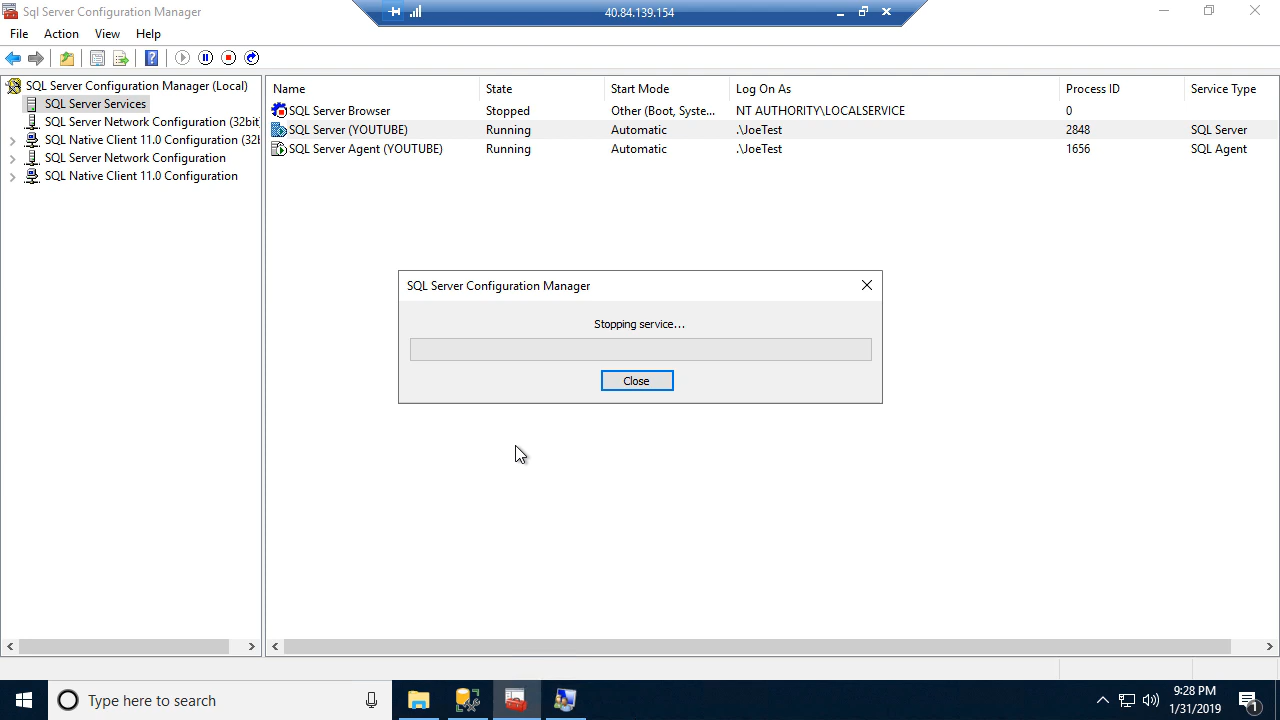 Sql Server Configuration Manager
40.84.139.154
File Action View Help
SQL Server Configuration Manager (Local)
SQL Server Services
SQL Server Network Configuration (32bit
SQL Native Client 11.0 Configuration (32b
SQL Server Network Configuration
SQL Native Client 11.0 Configuration
Name State Start Mode Log On As Process ID Service Type
SQL Server Browser Stopped Other (Boot, Syste... NT AUTHORITY\LOCALSERVICE 0
SQL Server (YOUTUBE) Running Automatic .\JoeTest 2848 SQL Server
SQL Server Agent (YOUTUBE) Running Automatic .\JoeTest 1656 SQL Agent
SQL Server Configuration Manager
Stopping service...
Close
Type here to search
9:28 PM
1/31/2019
1